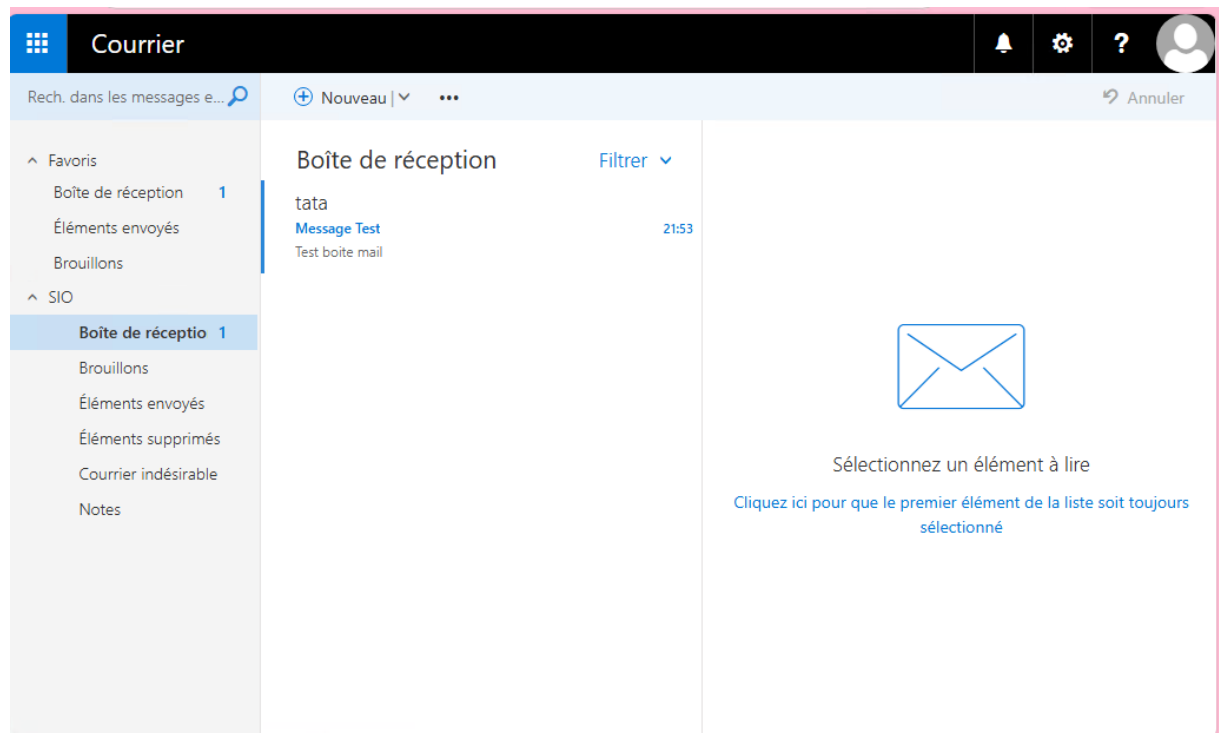 Courrier
?
Rech. dans les messages e...
Nouveau | ...
Annuler
Favoris
Boîte de réception 1
Éléments envoyés
Brouillons
SIO
Boîte de réceptio 1
Brouillons
Éléments envoyés
Éléments supprimés
Courrier indésirable
Notes
Boîte de réception Filtrer
tata
Message Test 21:53
Test boite mail
Sélectionnez un élément à lire
Cliquez ici pour que le premier élément de la liste soit toujours
sélectionné